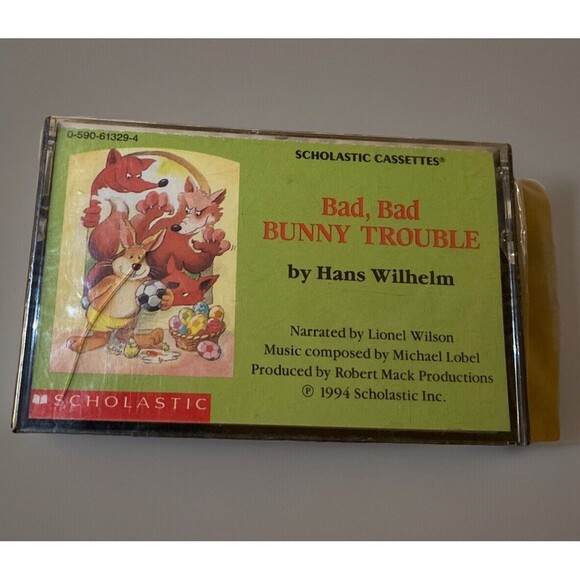 0-590-61329-4
SCHOLASTIC CASSETTES®
Bad, Bad
BUNNY TROUBLE
by Hans Wilhelm
Narrated by Lionel Wilson
Music composed by Michael Lobel
Produced by Robert Mack Productions
℗ 1994 Scholastic Inc.
SCHOLASTIC